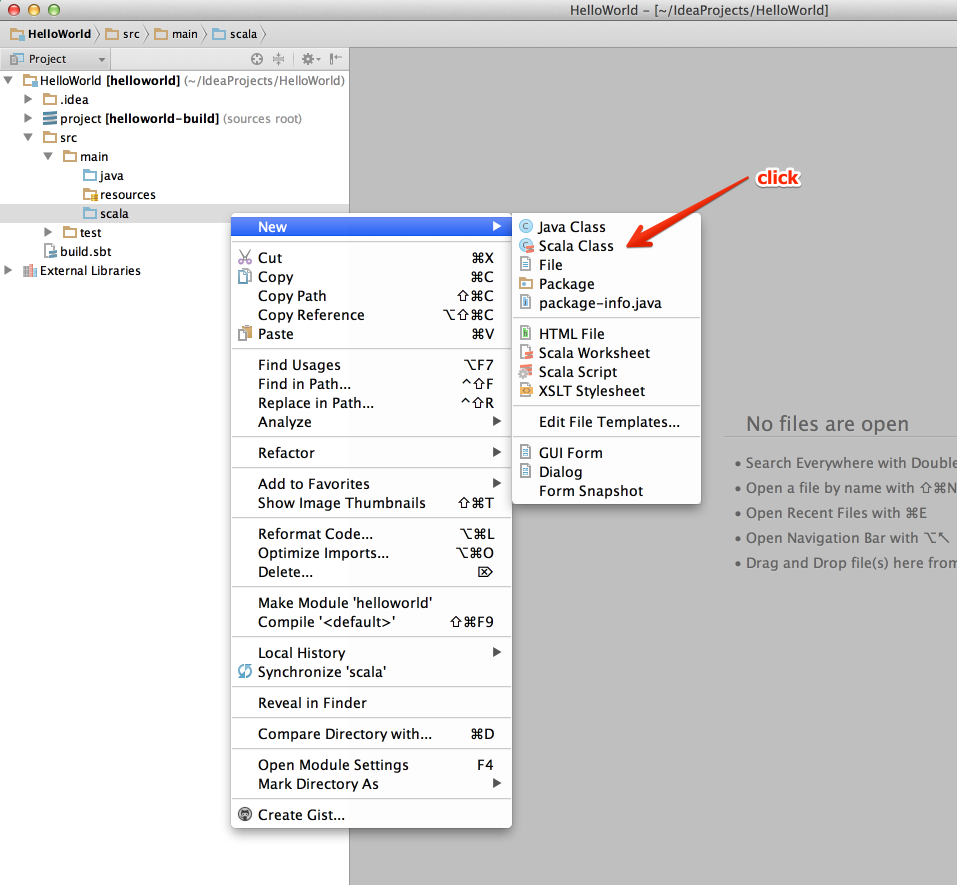 HelloWorld – [~/IdeaProjects/HelloWorld]
HelloWorld src main scala
Project
HelloWorld [helloworld] (~/IdeaProjects/HelloWorld)
.idea
project [helloworld-build] (sources root)
src
main
java
resources
scala
test
build.sbt
External Libraries
New
Cut ⌘X
Copy ⌘C
Copy Path ⇧⌘C
Copy Reference ⌥⇧⌘C
Paste ⌘V
Find Usages ⌥F7
Find in Path... ^⇧F
Replace in Path... ^⇧R
Analyze
Refactor
Add to Favorites
Show Image Thumbnails ⇧⌘T
Reformat Code... ⌥⌘L
Optimize Imports... ⌥⌘O
Delete... ⌦
Make Module 'helloworld'
Compile '<default>' ⇧⌘F9
Local History
Synchronize 'scala'
Reveal in Finder
Compare Directory with... ⌘D
Open Module Settings F4
Mark Directory As
Create Gist...
click
Java Class
Scala Class
File
Package
package-info.java
HTML File
Scala Worksheet
Scala Script
XSLT Stylesheet
Edit File Templates...
GUI Form
Dialog
Form Snapshot
No files are open
• Search Everywhere with Double
• Open a file by name with ⇧⌘N
• Open Recent Files with ⌘E
• Open Navigation Bar with ⌥↖
• Drag and Drop file(s) here from